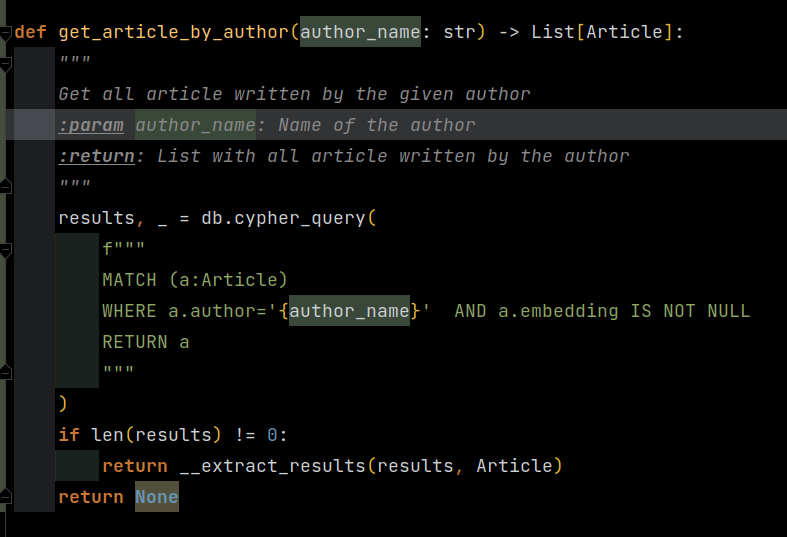 def get_article_by_author(author_name: str) -> List[Article]:
"""
Get all article written by the given author
:param author_name: Name of the author
:return: List with all article written by the author
"""
results, _ = db.cypher_query(
f"""
MATCH (a:Article)
WHERE a.author='{author_name}'  AND a.embedding IS NOT NULL
RETURN a
"""
)
if len(results) != 0:
return __extract_results(results, Article)
return None